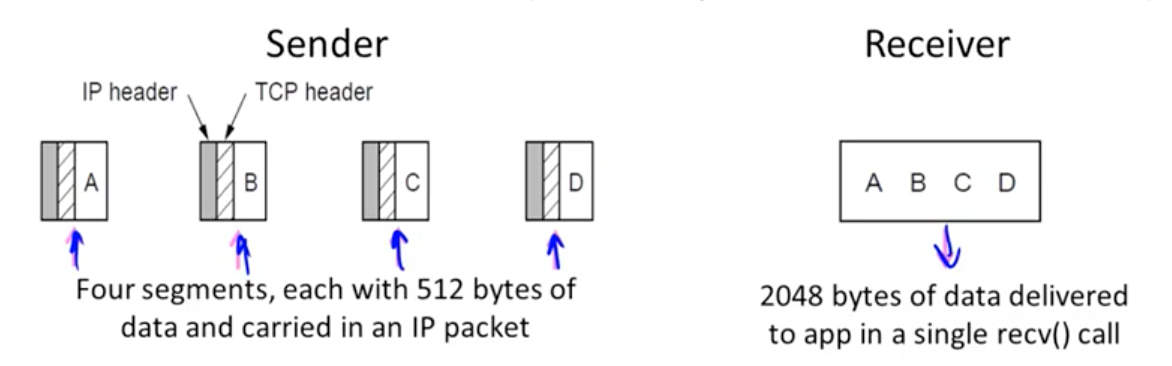 Sender
Receiver
IP header
TCP header
A
B
C
D
A B C D
Four segments, each with 512 bytes of
data and carried in an IP packet
2048 bytes of data delivered
to app in a single recv() call